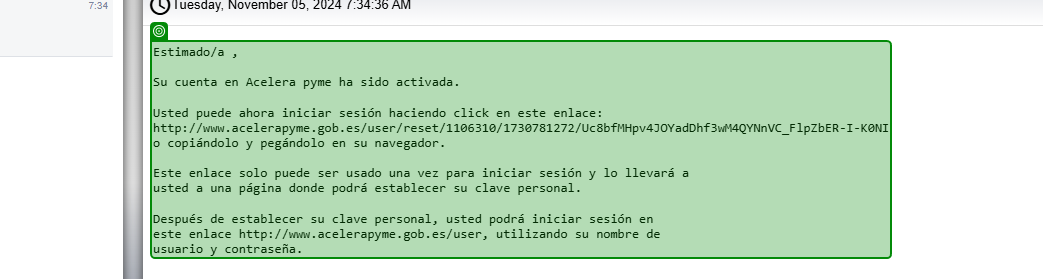 7:34
Tuesday, November 05, 2024 7:34:36 AM
Estimado/a ,
Su cuenta en Acelera pyme ha sido activada.
Usted puede ahora iniciar sesión haciendo click en este enlace:
http://www.acelerapyme.gob.es/user/reset/1106310/1730781272/Uc8bfMHpv4JOYadDhf3wM4QYNnVC_FlpZbER-I-K0NI
o copiándolo y pegándolo en su navegador.
Este enlace solo puede ser usado una vez para iniciar sesión y lo llevará a
usted a una página donde podrá establecer su clave personal.
Después de establecer su clave personal, usted podrá iniciar sesión en
este enlace http://www.acelerapyme.gob.es/user, utilizando su nombre de
usuario y contraseña.